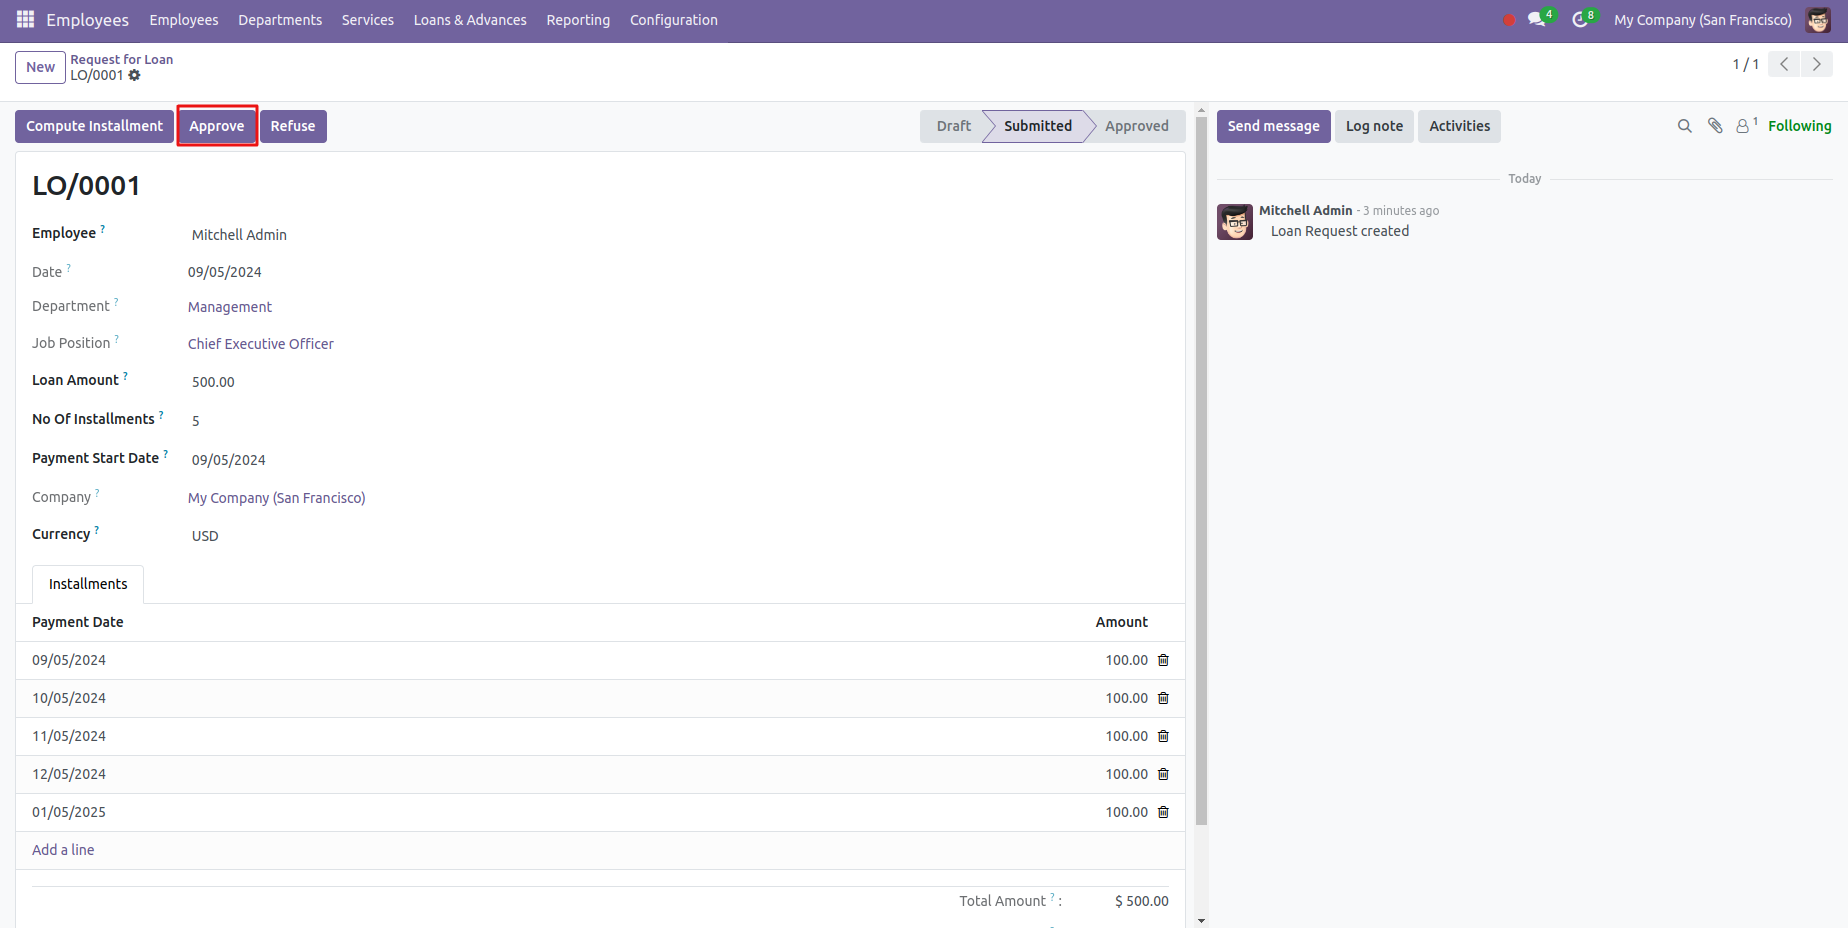 Employees Employees Departments Services Loans & Advances Reporting Configuration 4 8 My Company (San Francisco)
New Request for Loan
LO/0001
1 / 1
Compute Installment Approve Refuse Draft Submitted Approved
Send message Log note Activities 1 Following
LO/0001
Employee ? Mitchell Admin
Date ? 09/05/2024
Department ? Management
Job Position ? Chief Executive Officer
Loan Amount ? 500.00
No Of Installments ? 5
Payment Start Date ? 09/05/2024
Company ? My Company (San Francisco)
Currency ? USD
Installments
Payment Date Amount
09/05/2024 100.00
10/05/2024 100.00
11/05/2024 100.00
12/05/2024 100.00
01/05/2025 100.00
Add a line
Total Amount ? : $ 500.00
Today
Mitchell Admin - 3 minutes ago
Loan Request created